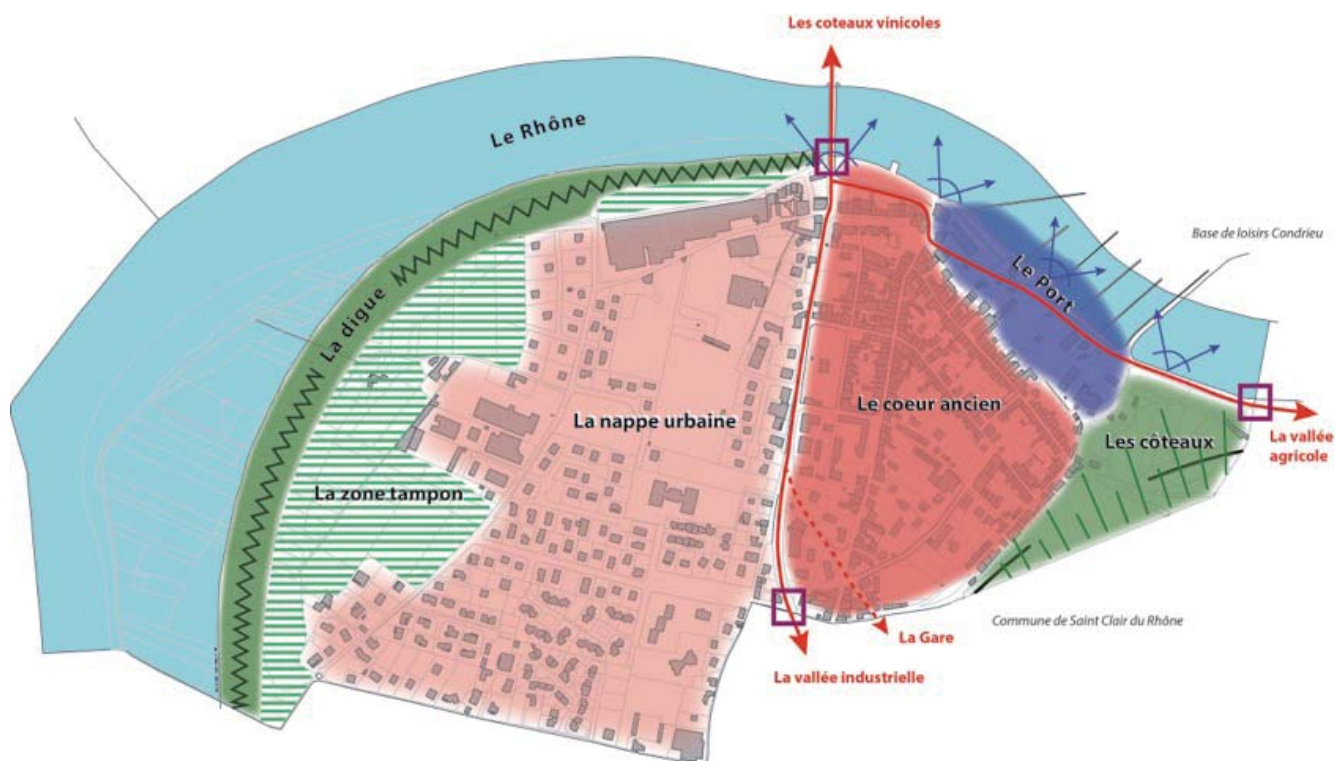 Les coteaux vinicoles
Le Rhône
Base de loisirs Condrieu
Le Port
La digue
La nappe urbaine
Le coeur ancien
Les côteaux
La vallée
agricole
La zone tampon
Commune de Saint Clair du Rhône
La Gare
La vallée industrielle